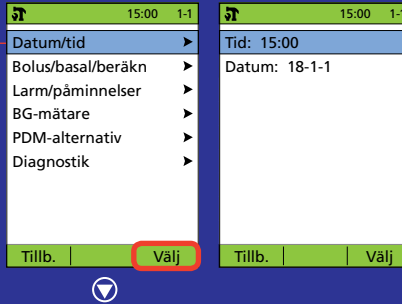 15:00 1-1
Datum/tid
Bolus/basal/beräkn
Larm/påminnelser
BG-mätare
PDM-alternativ
Diagnostik
Tillb. Välj
15:00 1-1
Tid: 15:00
Datum: 18-1-1
Tillb. Välj